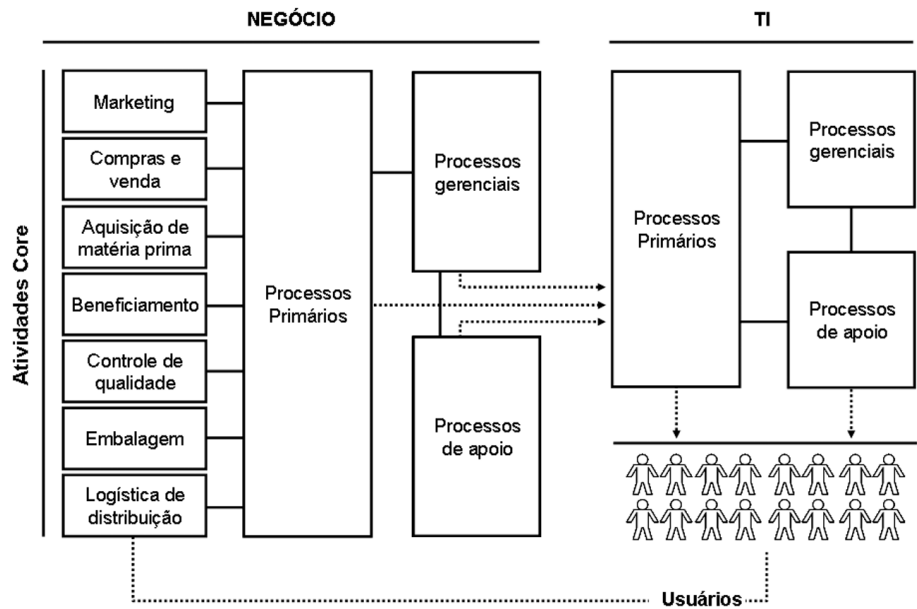 NEGÓCIO
TI
Atividades Core
Marketing
Compras e
venda
Aquisição de
matéria prima
Beneficiamento
Controle de
qualidade
Embalagem
Logística de
distribuição
Processos
Primários
Processos
gerenciais
Processos
de apoio
Processos
Primários
Processos
gerenciais
Processos
de apoio
Usuários